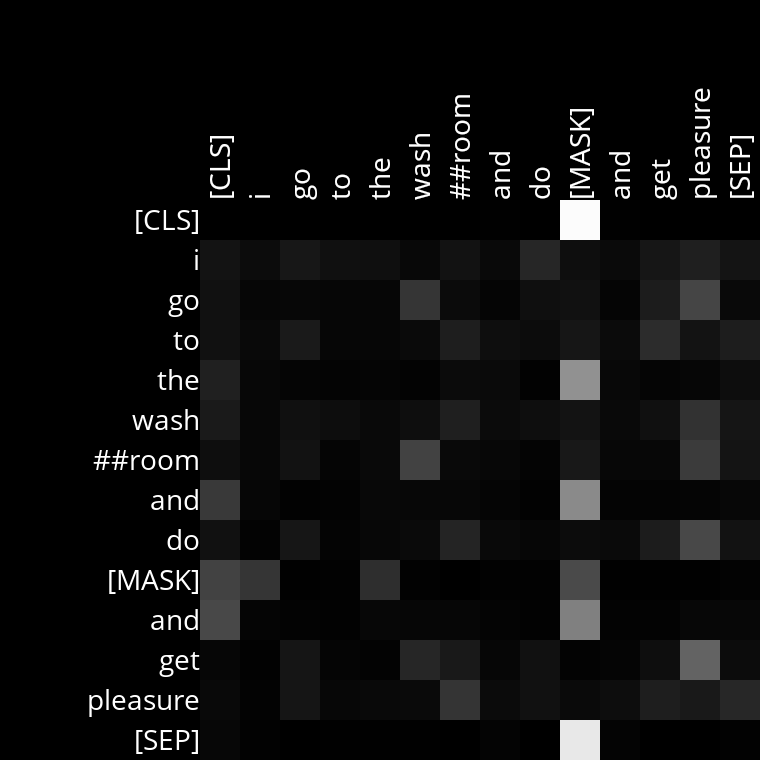 [CLS] i go to the wash ##room and do [MASK] and get pleasure [SEP]
[CLS]
i
go
to
the
wash
##room
and
do
[MASK]
and
get
pleasure
[SEP]